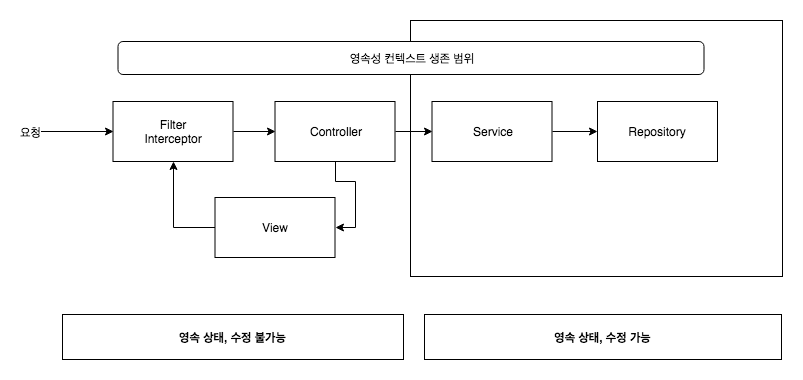 영속성 컨텍스트 생존 범위
요청
Filter
Interceptor
Controller
Service
Repository
View
영속 상태, 수정 불가능
영속 상태, 수정 가능